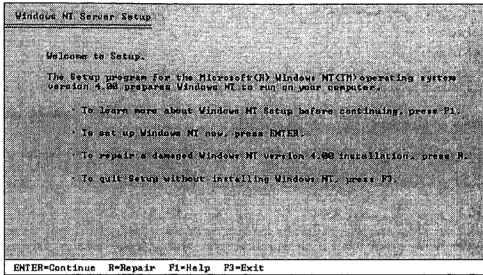 Windows NT Server Setup
Welcome to Setup.
The Setup program for the Microsoft(R) Windows NT(TM) operating system
version 4.00 prepares Windows NT to run on your computer.
· To learn more about Windows NT Setup before continuing, press F1.
· To set up Windows NT now, press ENTER.
· To repair a damaged Windows NT version 4.00 installation, press R.
· To quit Setup without installing Windows NT, press F3.
ENTER=Continue R=Repair F1=Help F3=Exit